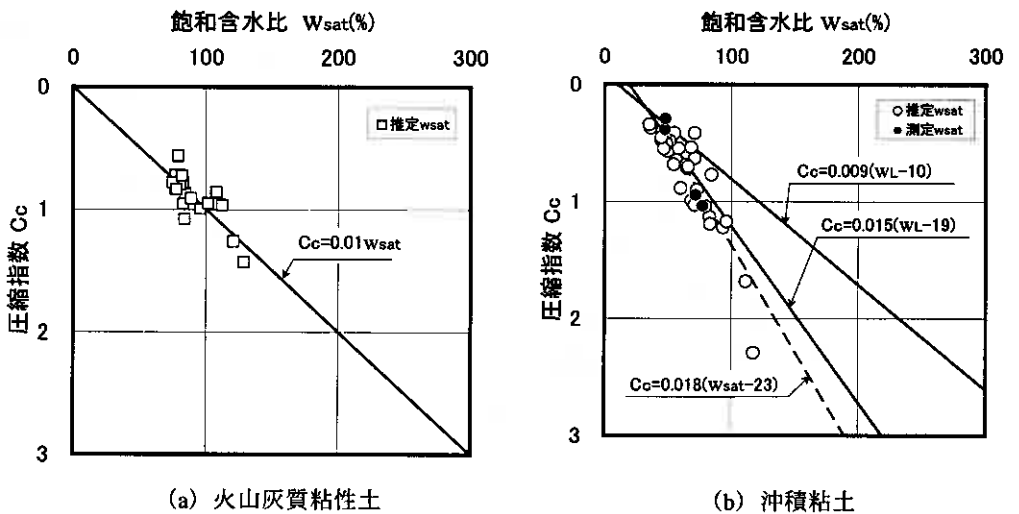 飽和含水比 Wsat(%)
0 100 200 300
0
1
2
3
圧縮指数 Cc
□推定wsat
Cc=0.01Wsat
(a) 火山灰質粘性土
飽和含水比 Wsat(%)
0 100 200 300
0
1
2
3
圧縮指数 Cc
○推定wsat
●測定wsat
Cc=0.009(WL-10)
Cc=0.015(WL-19)
Cc=0.018(Wsat-23)
(b) 沖積粘土